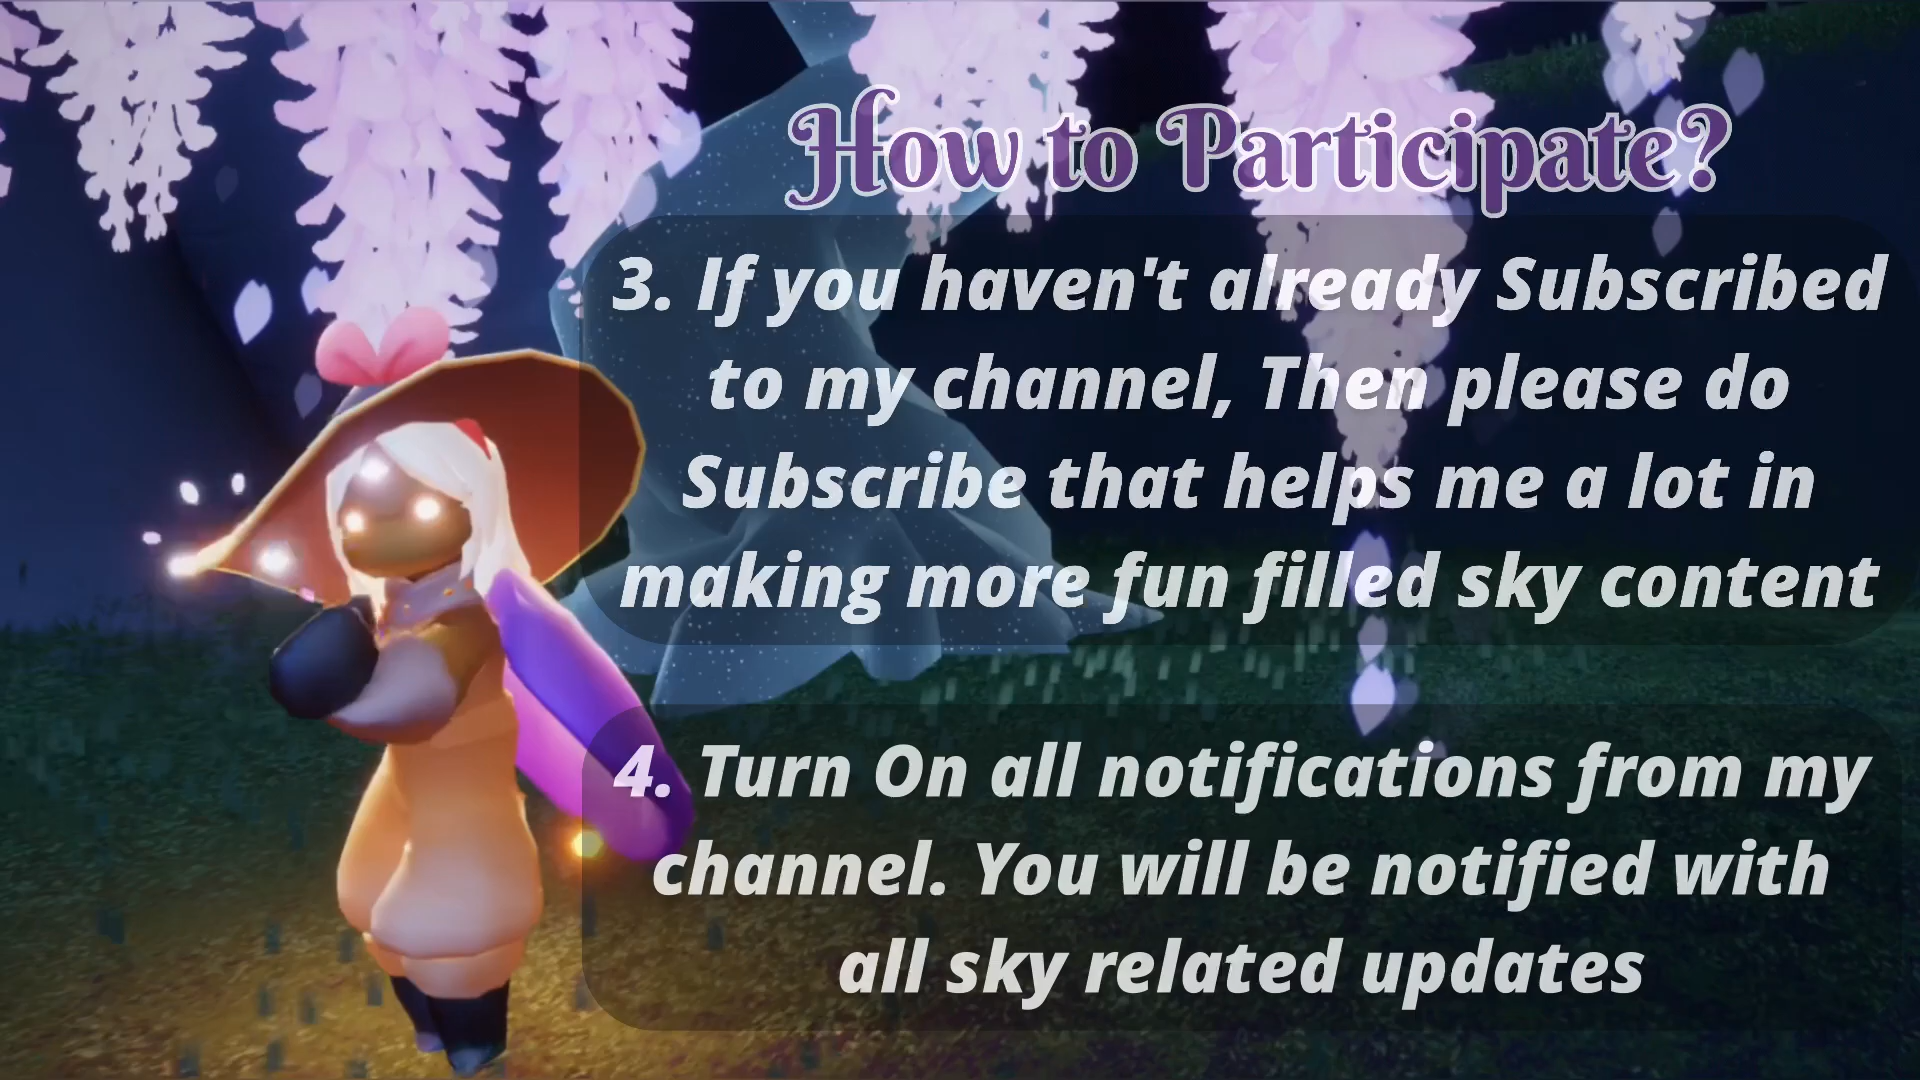 How to Participate?
3. If you haven't already Subscribed
to my channel, Then please do
Subscribe that helps me a lot in
making more fun filled sky content
4. Turn On all notifications from my
channel. You will be notified with
all sky related updates